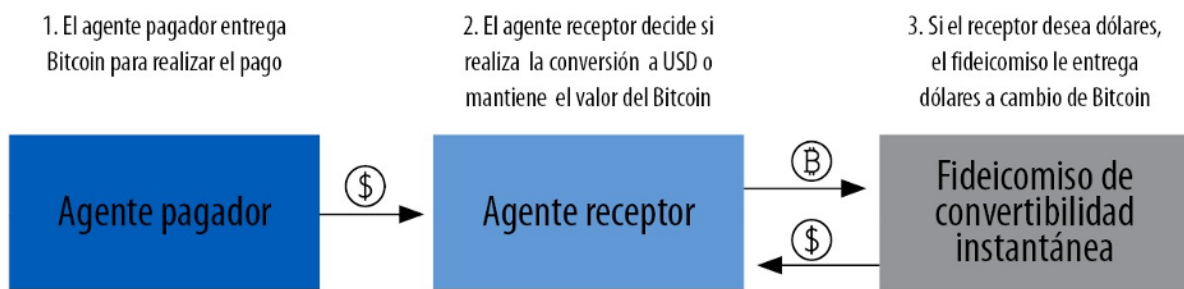 1. El agente pagador entrega
Bitcoin para realizar el pago
2. El agente receptor decide si
realiza la conversión a USD o
mantiene el valor del Bitcoin
3. Si el receptor desea dólares,
el fideicomiso le entrega
dólares a cambio de Bitcoin
Agente pagador
$
Agente receptor
₿
$
Fideicomiso de
convertibilidad
instantánea